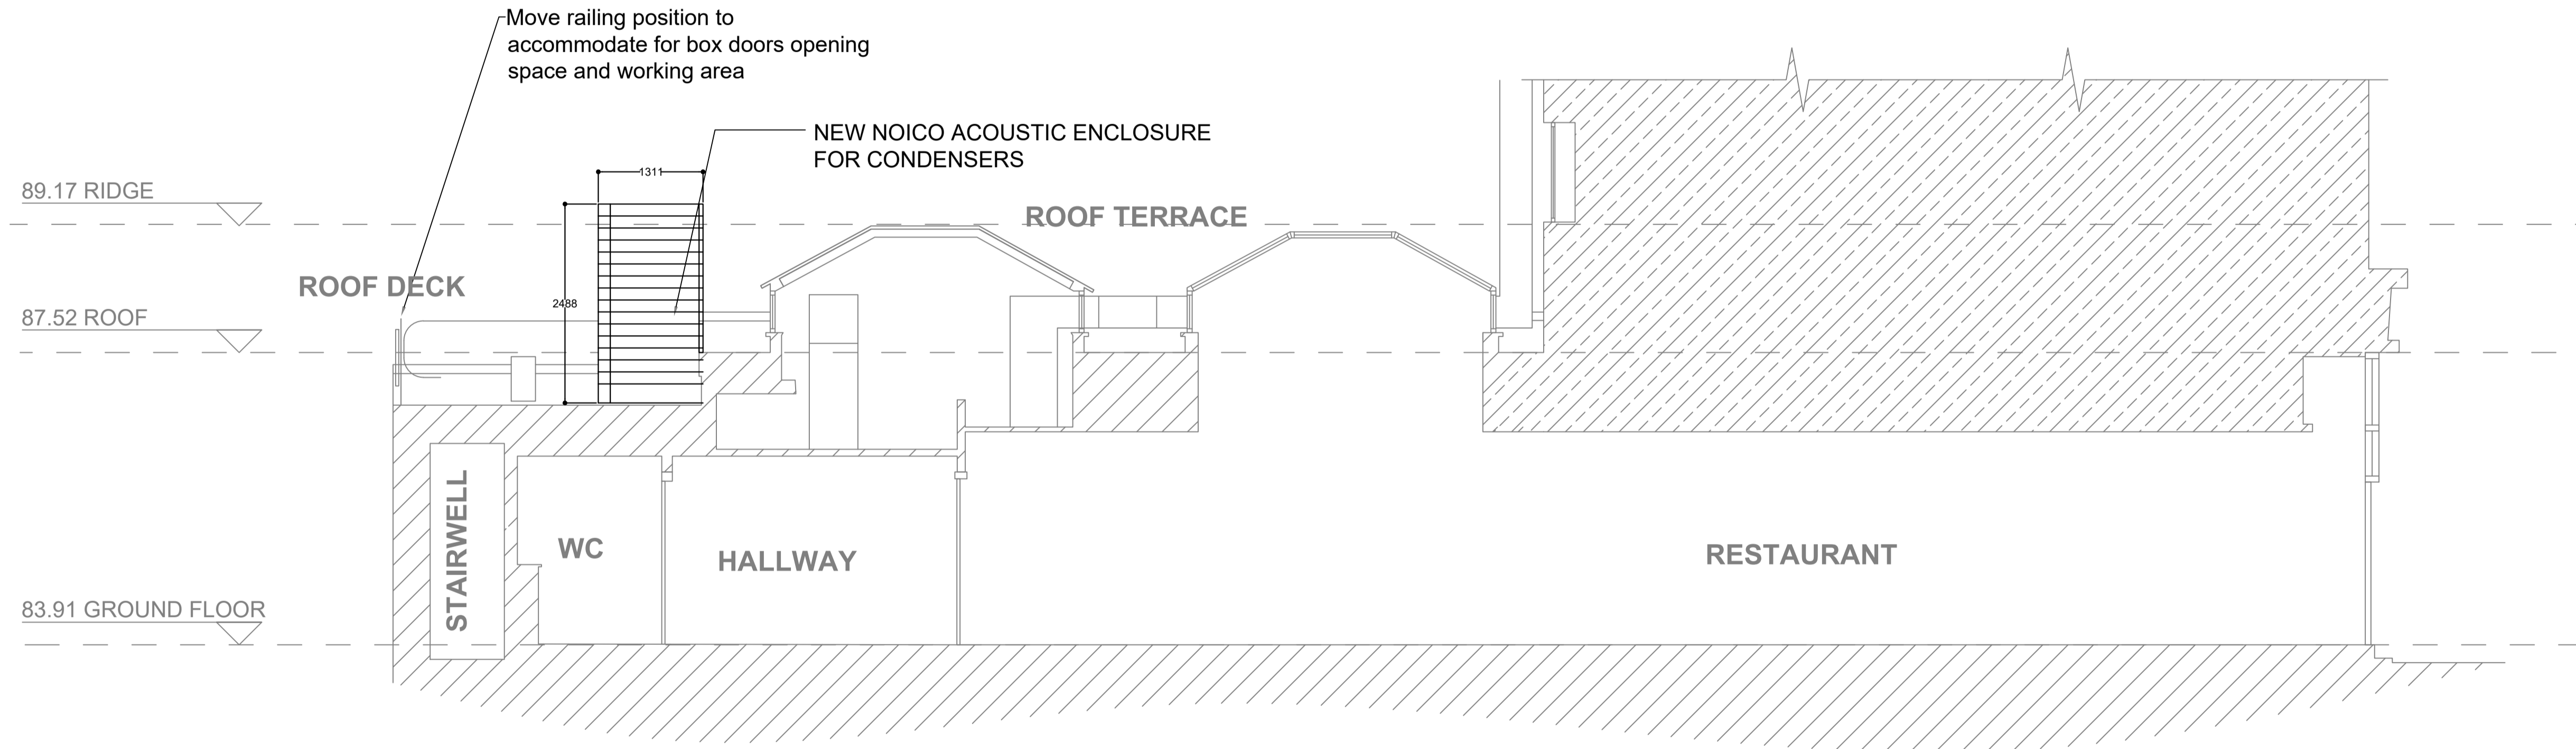 Move railing position to
accommodate for box doors opening
space and working area
NEW NOICO ACOUSTIC ENCLOSURE
FOR CONDENSERS
1311
89.17 RIDGE
ROOF TERRACE
ROOF DECK
2488
87.52 ROOF
STAIRWELL
WC
HALLWAY
RESTAURANT
83.91 GROUND FLOOR